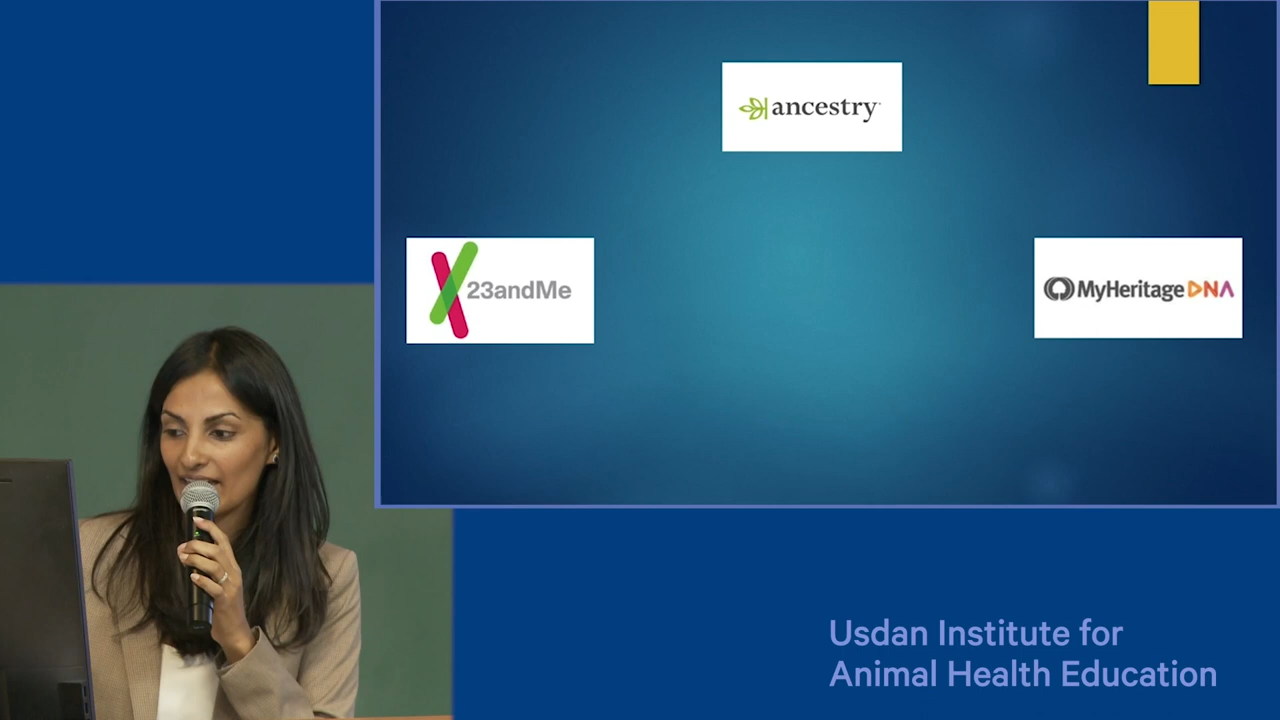 ancestry
23andMe
MyHeritage DNA
Usdan Institute for
Animal Health Education